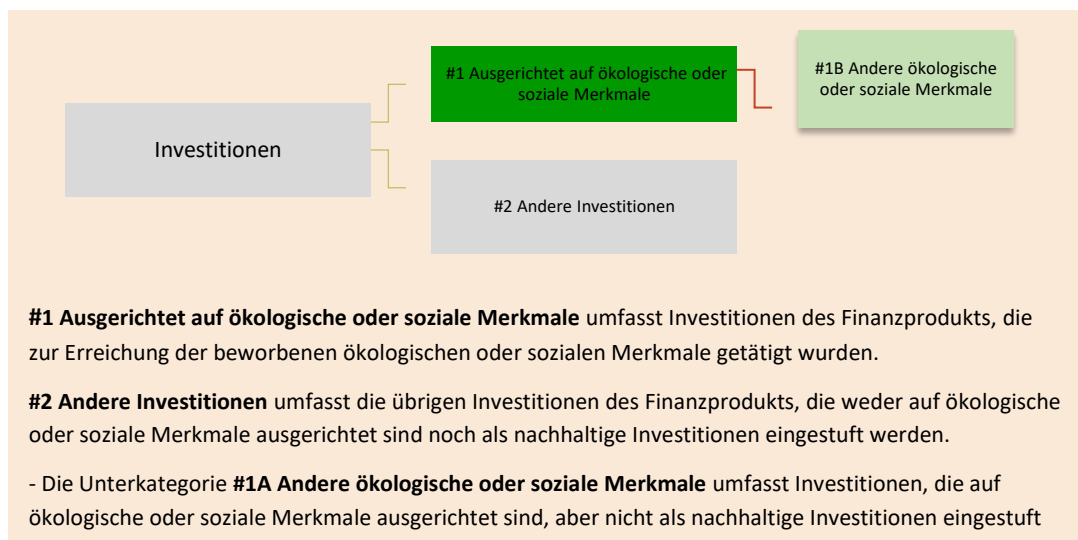 #1 Ausgerichtet auf ökologische oder
soziale Merkmale
#1B Andere ökologische
oder soziale Merkmale
Investitionen
#2 Andere Investitionen
#1 Ausgerichtet auf ökologische oder soziale Merkmale umfasst Investitionen des Finanzprodukts, die
zur Erreichung der beworbenen ökologischen oder sozialen Merkmale getätigt wurden.
#2 Andere Investitionen umfasst die übrigen Investitionen des Finanzprodukts, die weder auf ökologische
oder soziale Merkmale ausgerichtet sind noch als nachhaltige Investitionen eingestuft werden.
- Die Unterkategorie #1A Andere ökologische oder soziale Merkmale umfasst Investitionen, die auf
ökologische oder soziale Merkmale ausgerichtet sind, aber nicht als nachhaltige Investitionen eingestuft